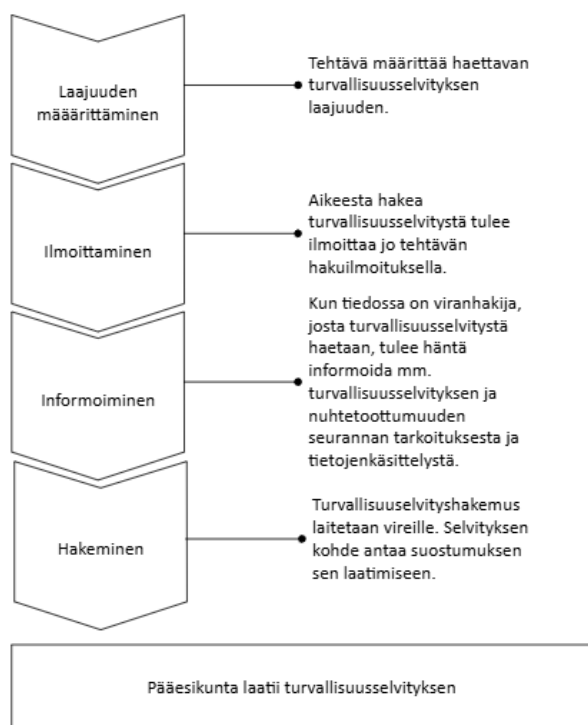 Laajuuden
määärittäminen
Tehtävä määrittää haettavan
turvallisuusselvityksen
laajuuden.
Ilmoittaminen
Aikeesta hakea
turvallisuusselvitystä tulee
ilmoittaa jo tehtävän
hakuilmoituksella.
Informoiminen
Kun tiedossa on viranhakija,
josta turvallisuusselvitystä
haetaan, tulee häntä
informoida mm.
turvallisuusselvityksen ja
nuhtetoottumuuden
seurannan tarkoituksesta ja
tietojenkäsittelystä.
Hakeminen
Turvallisuuselvityshakemus
laitetaan vireille. Selvityksen
kohde antaa suostumuksen
sen laatimiseen.
Pääesikunta laatii turvallisuusselvityksen